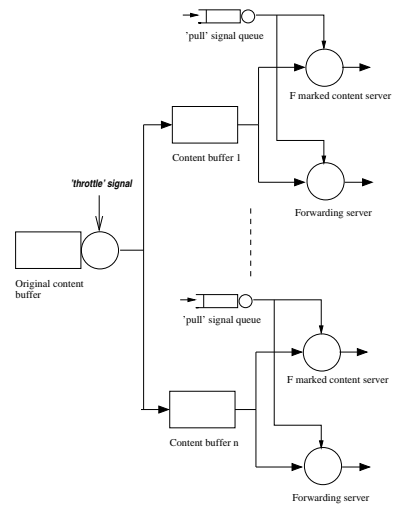 'pull' signal queue
F marked content server
Content buffer 1
'throttle' signal
Forwarding server
Original content
buffer
'pull' signal queue
F marked content server
Content buffer n
Forwarding server